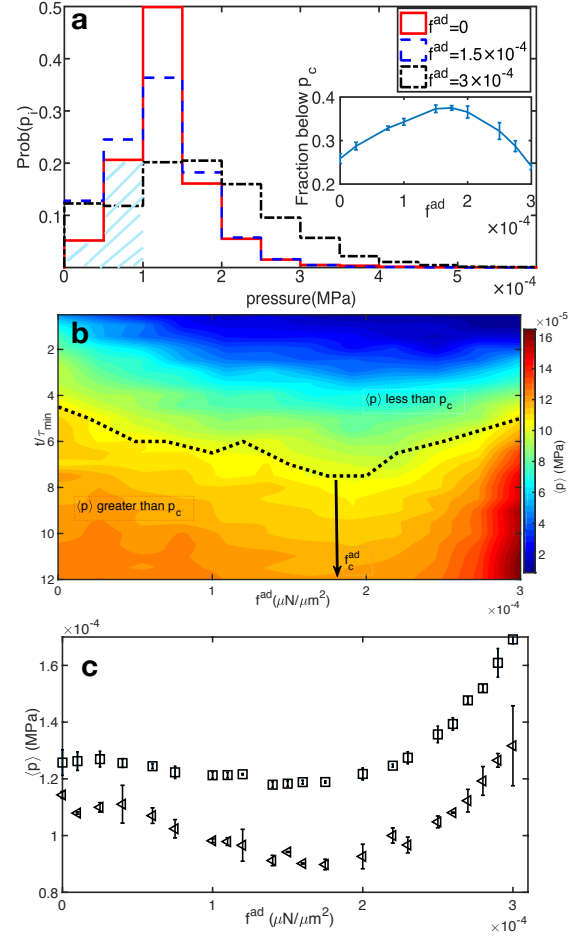 a
f^ad=0
f^ad=1.5×10^-4
f^ad=3×10^-4
Prob(p_i)
0.5
0.4
0.3
0.2
0.1
Fraction below p_c
0.4
0.3
0.2
0 1 2 3
f^ad
×10^-4
0 1 2 3 4 5
pressure(MPa)
×10^-4
b
t/τ_min
2
4
6
8
10
12
⟨p⟩ less than p_c
⟨p⟩ greater than p_c
f_c^ad
0 1 2 3
f^ad(μN/μm^2)
×10^-4
×10^-5
16
14
12
10
8
6
4
2
⟨p⟩ (MPa)
×10^-4
c
⟨p⟩ (MPa)
1.6
1.4
1.2
1
0.8
0 1 2 3
f^ad (μN/μm^2)
×10^-4